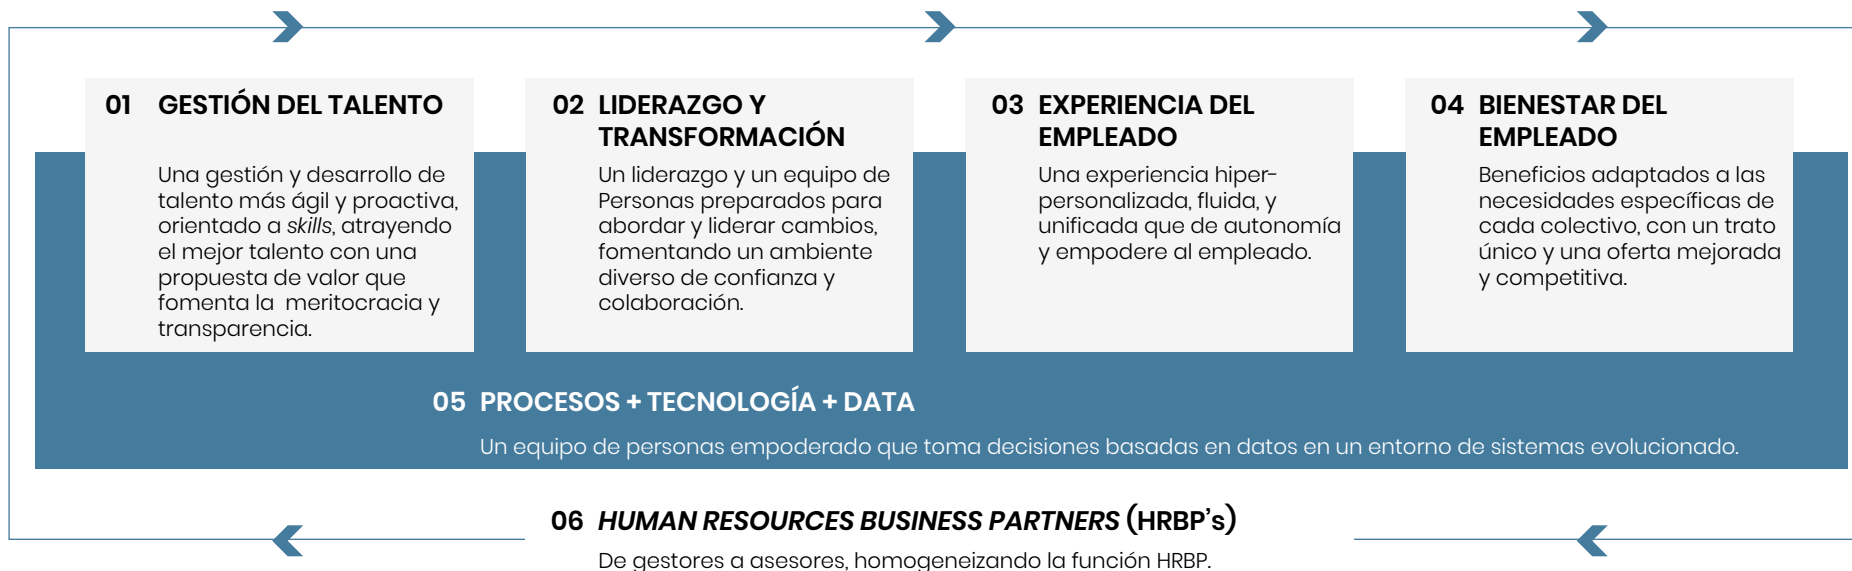 01 GESTIÓN DEL TALENTO
Una gestión y desarrollo de
talento más ágil y proactiva,
orientado a skills, atrayendo
el mejor talento con una
propuesta de valor que
fomenta la meritocracia y
transparencia.
02 LIDERAZGO Y
TRANSFORMACIÓN
Un liderazgo y un equipo de
Personas preparados para
abordar y liderar cambios,
fomentando un ambiente
diverso de confianza y
colaboración.
03 EXPERIENCIA DEL
EMPLEADO
Una experiencia hiper-
personalizada, fluida, y
unificada que de autonomía
y empodere al empleado.
04 BIENESTAR DEL
EMPLEADO
Beneficios adaptados a las
necesidades específicas de
cada colectivo, con un trato
único y una oferta mejorada
y competitiva.
05 PROCESOS + TECNOLOGÍA + DATA
Un equipo de personas empoderado que toma decisiones basadas en datos en un entorno de sistemas evolucionado.
06 HUMAN RESOURCES BUSINESS PARTNERS (HRBP’s)
De gestores a asesores, homogeneizando la función HRBP.